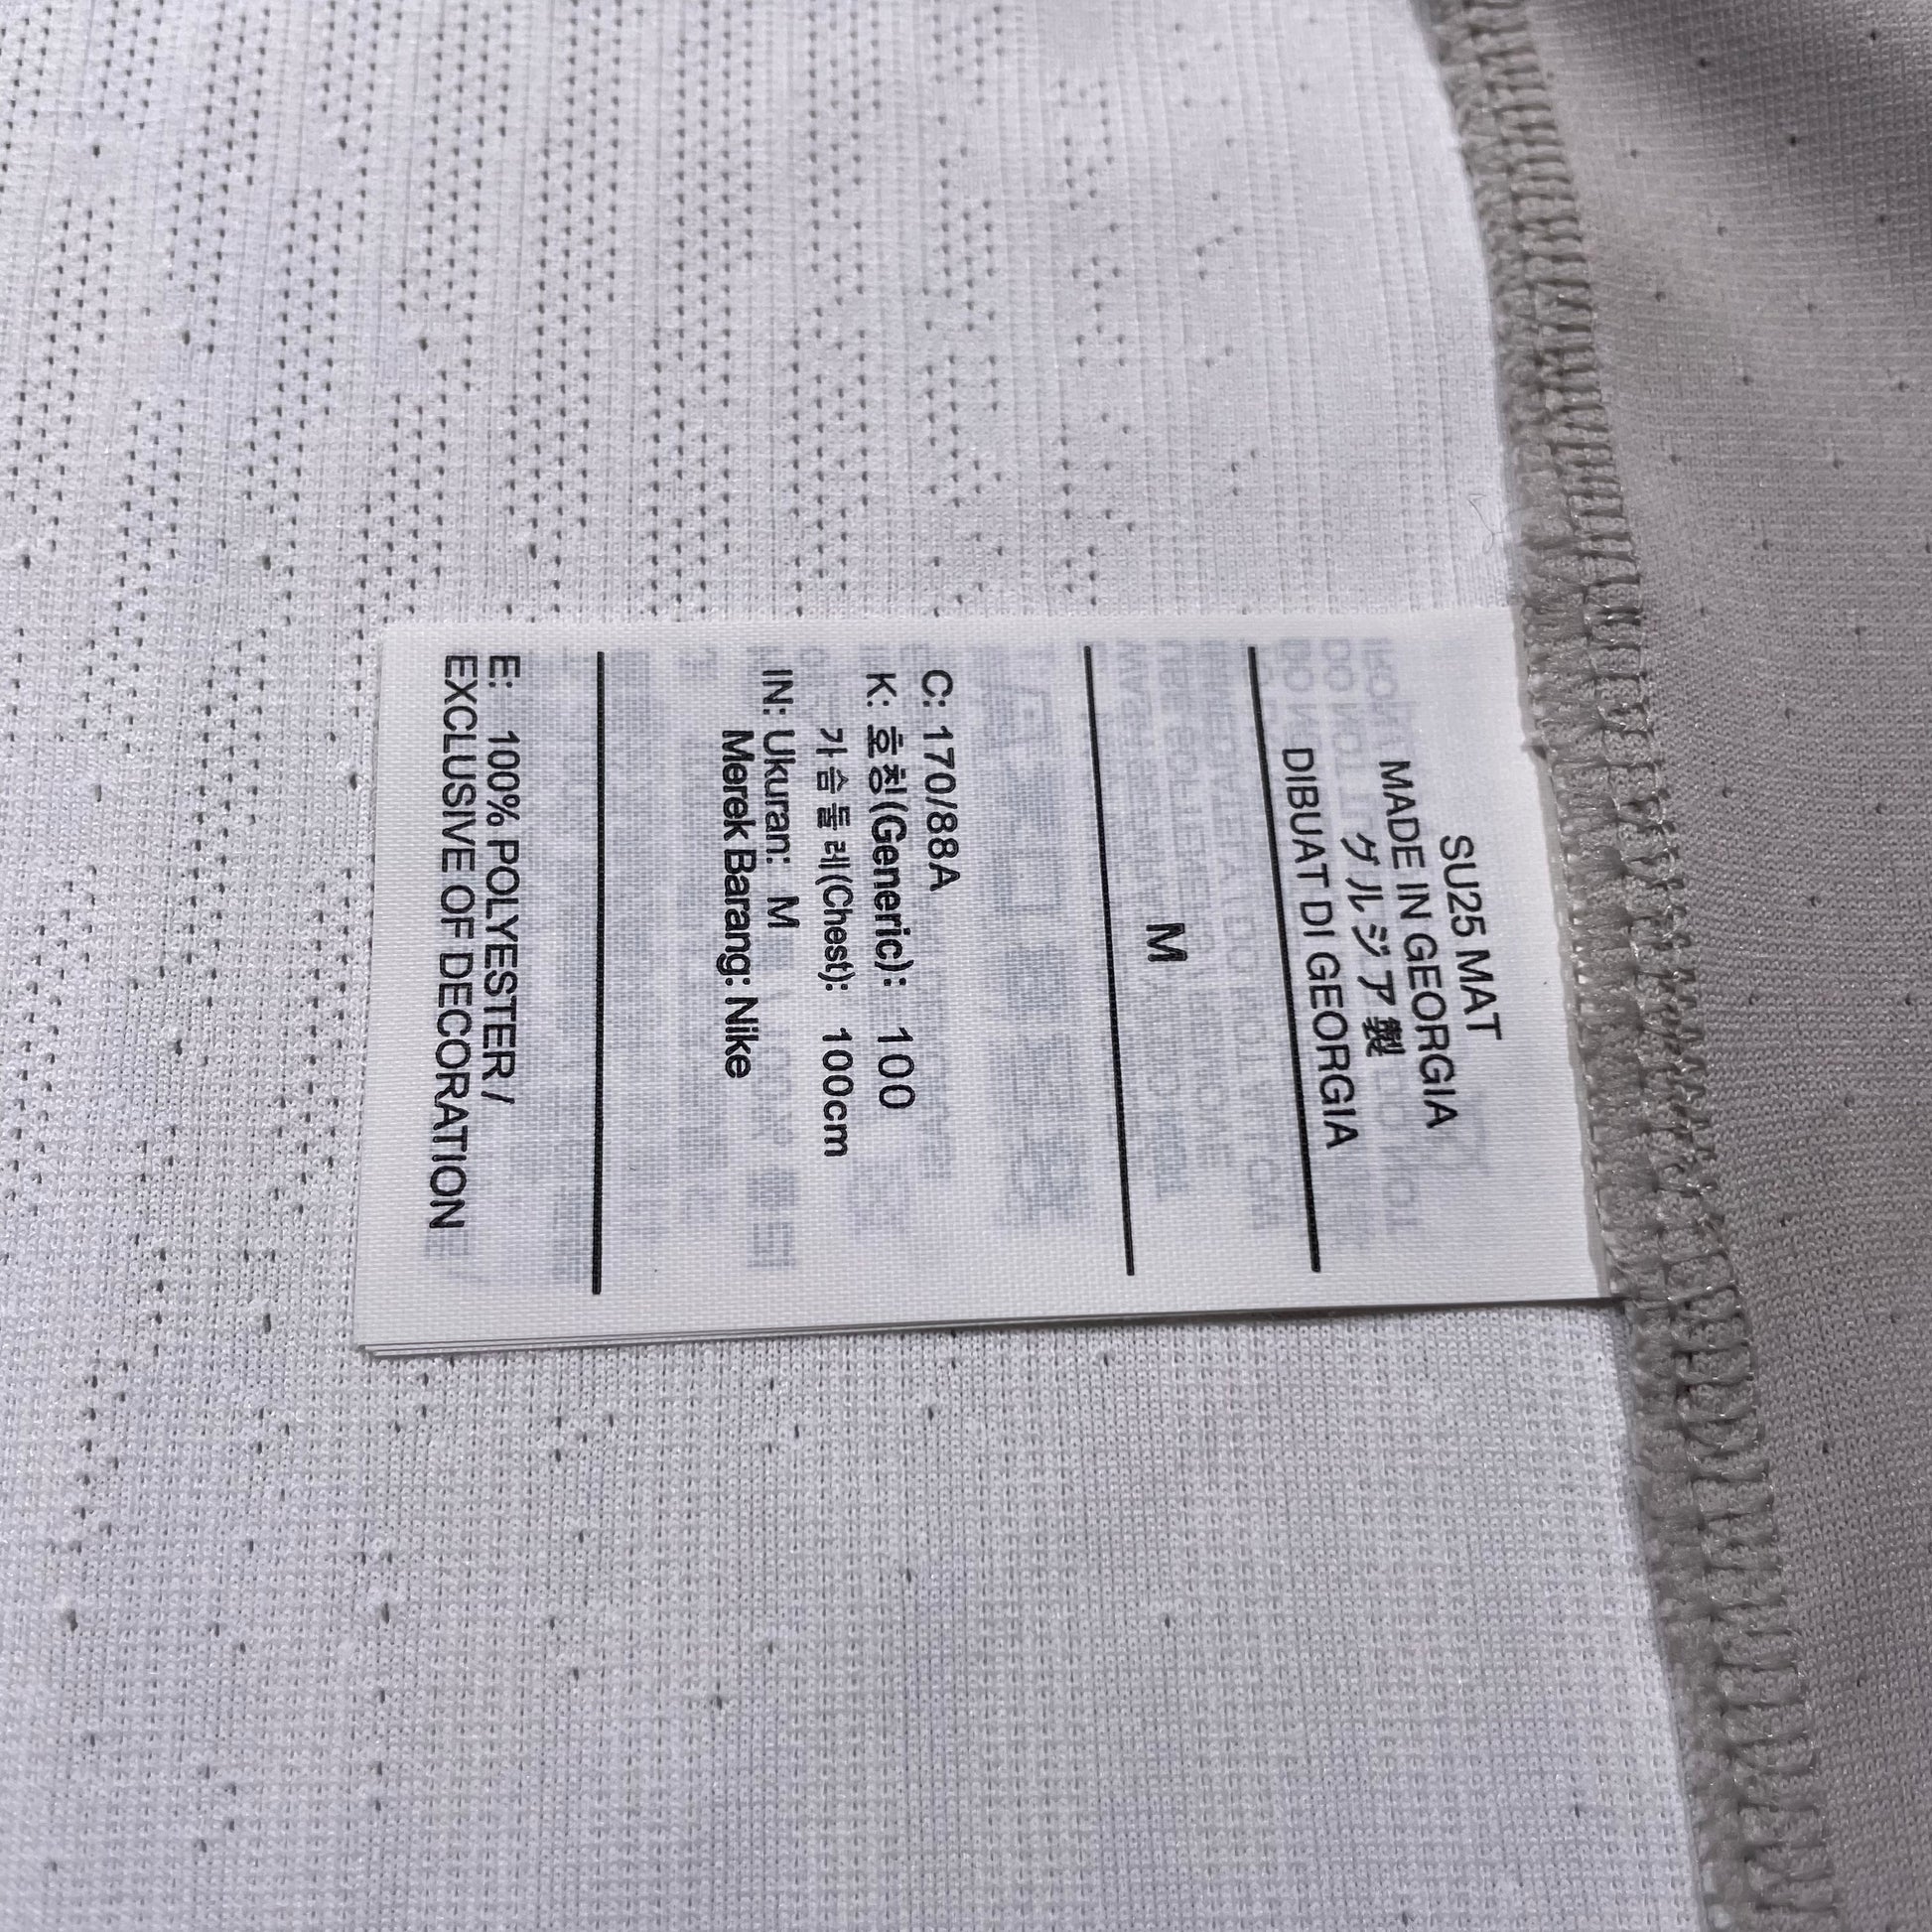 SU25 MAT
MADE IN GEORGIA
グルジア製
DIBUAT DI GEORGIA
M
C: 170/88A
K: 호칭(Generic): 100
가슴둘레(Chest): 100cm
IN: Ukuran: M
Merek Barang: Nike
E: 100% POLYESTER /
EXCLUSIVE OF DECORATION